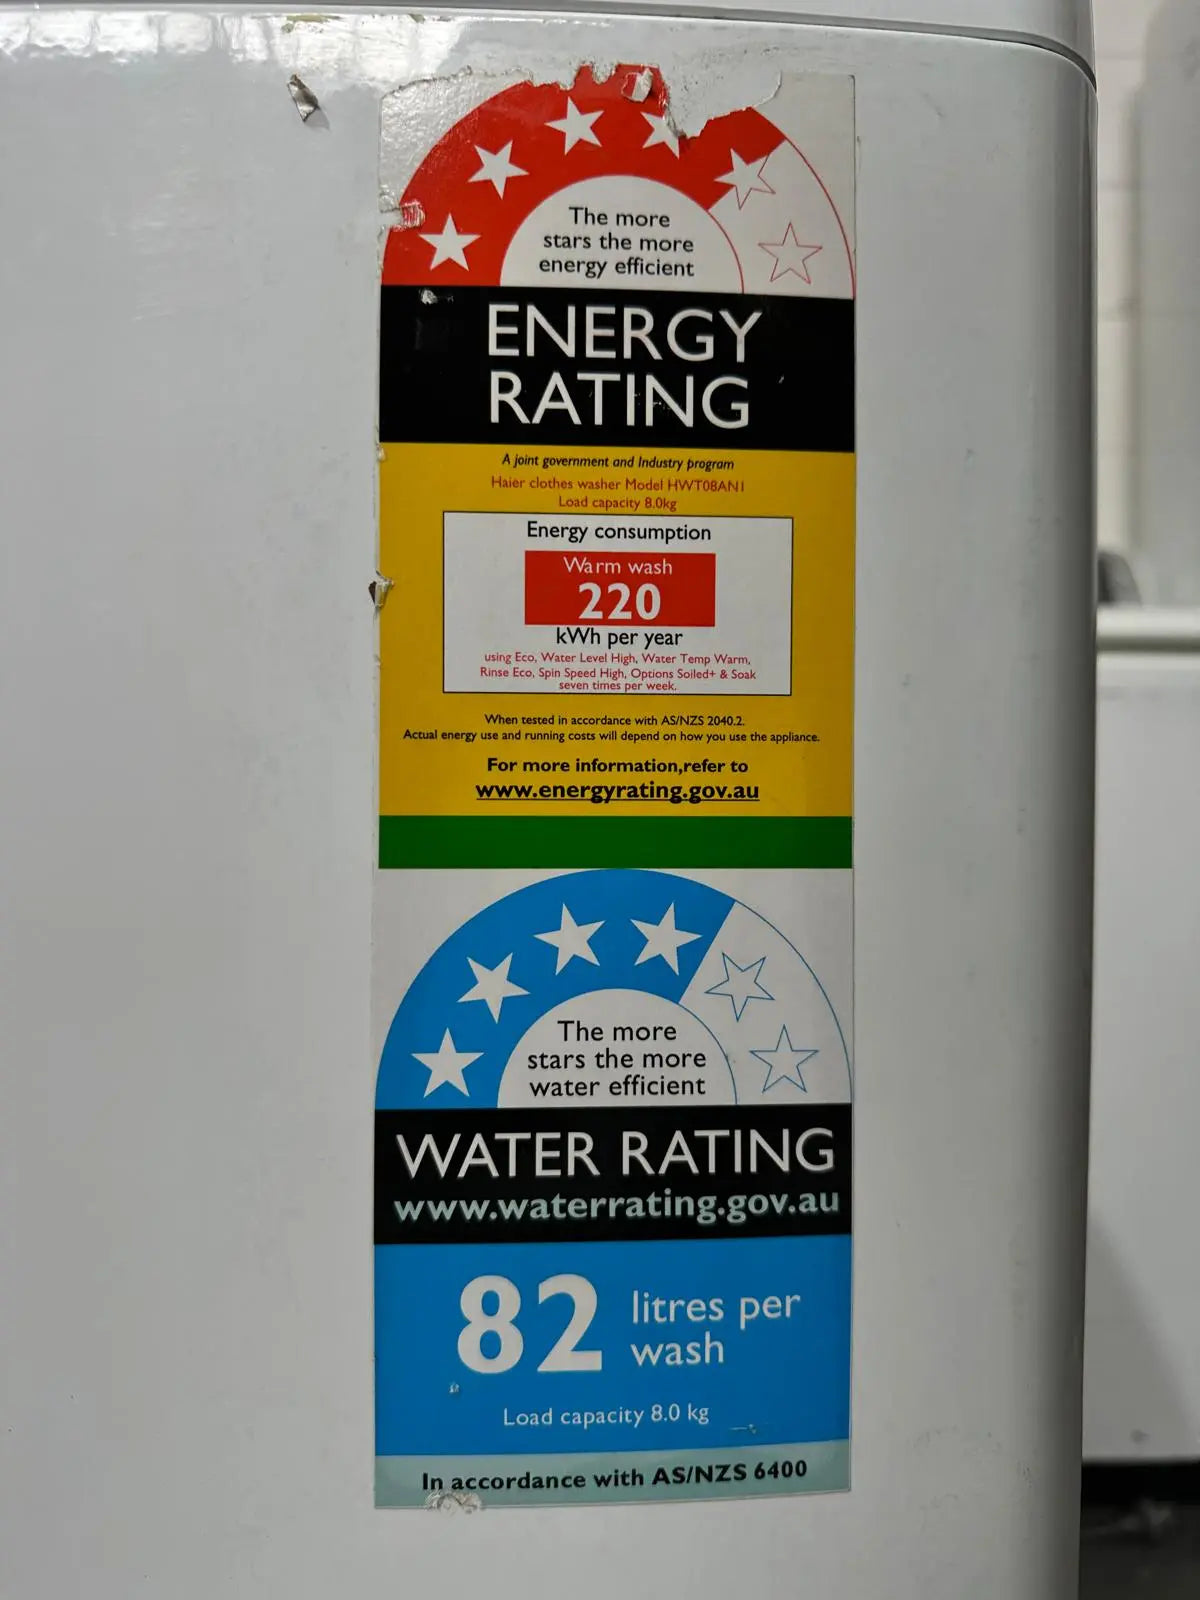 The more
stars the more
energy efficient
ENERGY
RATING
A joint government and Industry program
Haier clothes washer Model HWT08AN1
Load capacity 8.0kg
Energy consumption
Warm wash
220
kWh per year
using Eco, Water Level High, Water Temp Warm,
Rinse Eco, Spin Speed High, Options Soiled+ & Soak
seven times per week.
When tested in accordance with AS/NZS 2040.2.
Actual energy use and running costs will depend on how you use the appliance.
For more information,refer to
www.energyrating.gov.au
The more
stars the more
water efficient
WATER RATING
www.waterrating.gov.au
82 litres per
wash
Load capacity 8.0 kg
In accordance with AS/NZS 6400